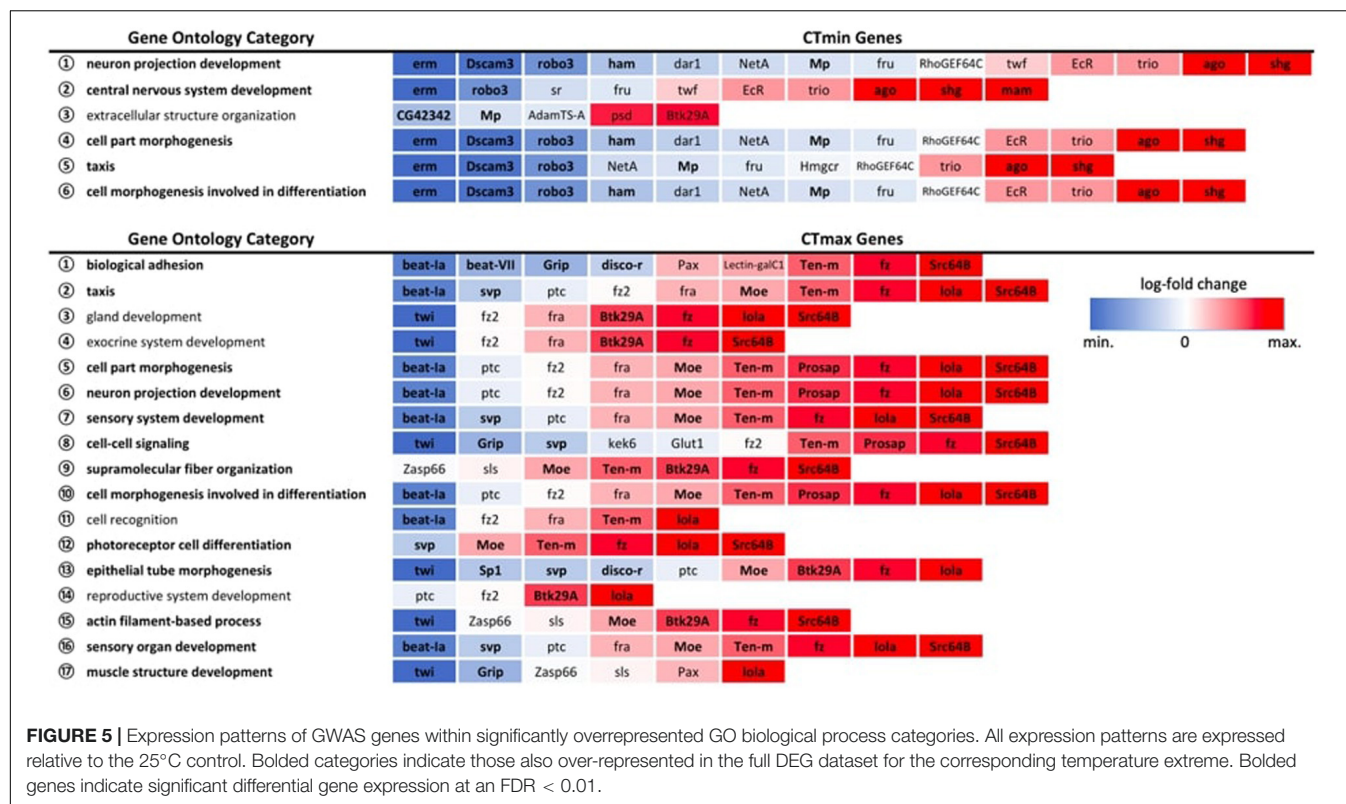 Gene Ontology Category CTmin Genes
① neuron projection development erm Dscam3 robo3 ham dar1 NetA Mp fru RhoGEF64C twf EcR trio ago shg
② central nervous system development erm robo3 sr fru twf EcR trio ago shg mam
③ extracellular structure organization CG42342 Mp AdamTS-A psd Btk29A
④ cell part morphogenesis erm Dscam3 robo3 ham dar1 NetA Mp fru RhoGEF64C EcR trio ago shg
⑤ taxis erm Dscam3 robo3 NetA Mp fru Hmgcr RhoGEF64C trio ago shg
⑥ cell morphogenesis involved in differentiation erm Dscam3 robo3 ham dar1 NetA Mp fru RhoGEF64C EcR trio ago shg
Gene Ontology Category CTmax Genes
① biological adhesion beat-Ia beat-VII Grip disco-r Pax Lectin-galC1 Ten-m fz Src64B
② taxis beat-Ia svp ptc fz2 fra Moe Ten-m fz lola Src64B
③ gland development twi fz2 fra Btk29A fz lola Src64B
④ exocrine system development twi fz2 fra Btk29A fz Src64B
⑤ cell part morphogenesis beat-Ia ptc fz2 fra Moe Ten-m Prosap fz lola Src64B
⑥ neuron projection development beat-Ia ptc fz2 fra Moe Ten-m Prosap fz lola Src64B
⑦ sensory system development beat-Ia svp ptc fra Moe Ten-m fz lola Src64B
⑧ cell-cell signaling twi Grip svp kek6 Glut1 fz2 Ten-m Prosap fz Src64B
⑨ supramolecular fiber organization Zasp66 sls Moe Ten-m Btk29A fz Src64B
⑩ cell morphogenesis involved in differentiation beat-Ia ptc fz2 fra Moe Ten-m Prosap fz lola Src64B
⑪ cell recognition beat-Ia fz2 fra Ten-m lola
⑫ photoreceptor cell differentiation svp Moe Ten-m fz lola Src64B
⑬ epithelial tube morphogenesis twi Sp1 svp disco-r ptc Moe Btk29A fz lola
⑭ reproductive system development ptc fz2 Btk29A lola
⑮ actin filament-based process twi Zasp66 sls Moe Btk29A fz Src64B
⑯ sensory organ development beat-Ia svp ptc fra Moe Ten-m fz lola Src64B
⑰ muscle structure development twi Grip Zasp66 sls Pax lola
log-fold change
min. 0 max.
FIGURE 5 | Expression patterns of GWAS genes within significantly overrepresented GO biological process categories. All expression patterns are expressed
relative to the 25°C control. Bolded categories indicate those also over-represented in the full DEG dataset for the corresponding temperature extreme. Bolded
genes indicate significant differential gene expression at an FDR < 0.01.